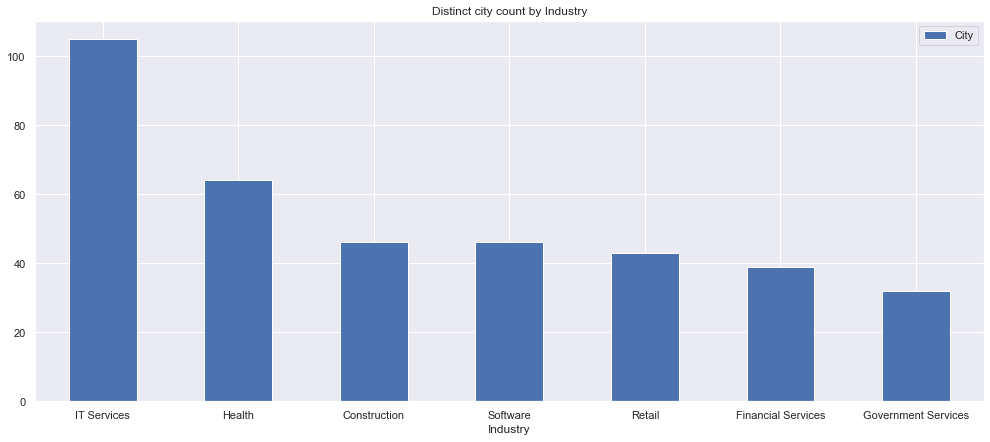 Distinct city count by Industry
City
100
80
60
40
20
0
IT Services Health Construction Software Retail Financial Services Government Services
Industry